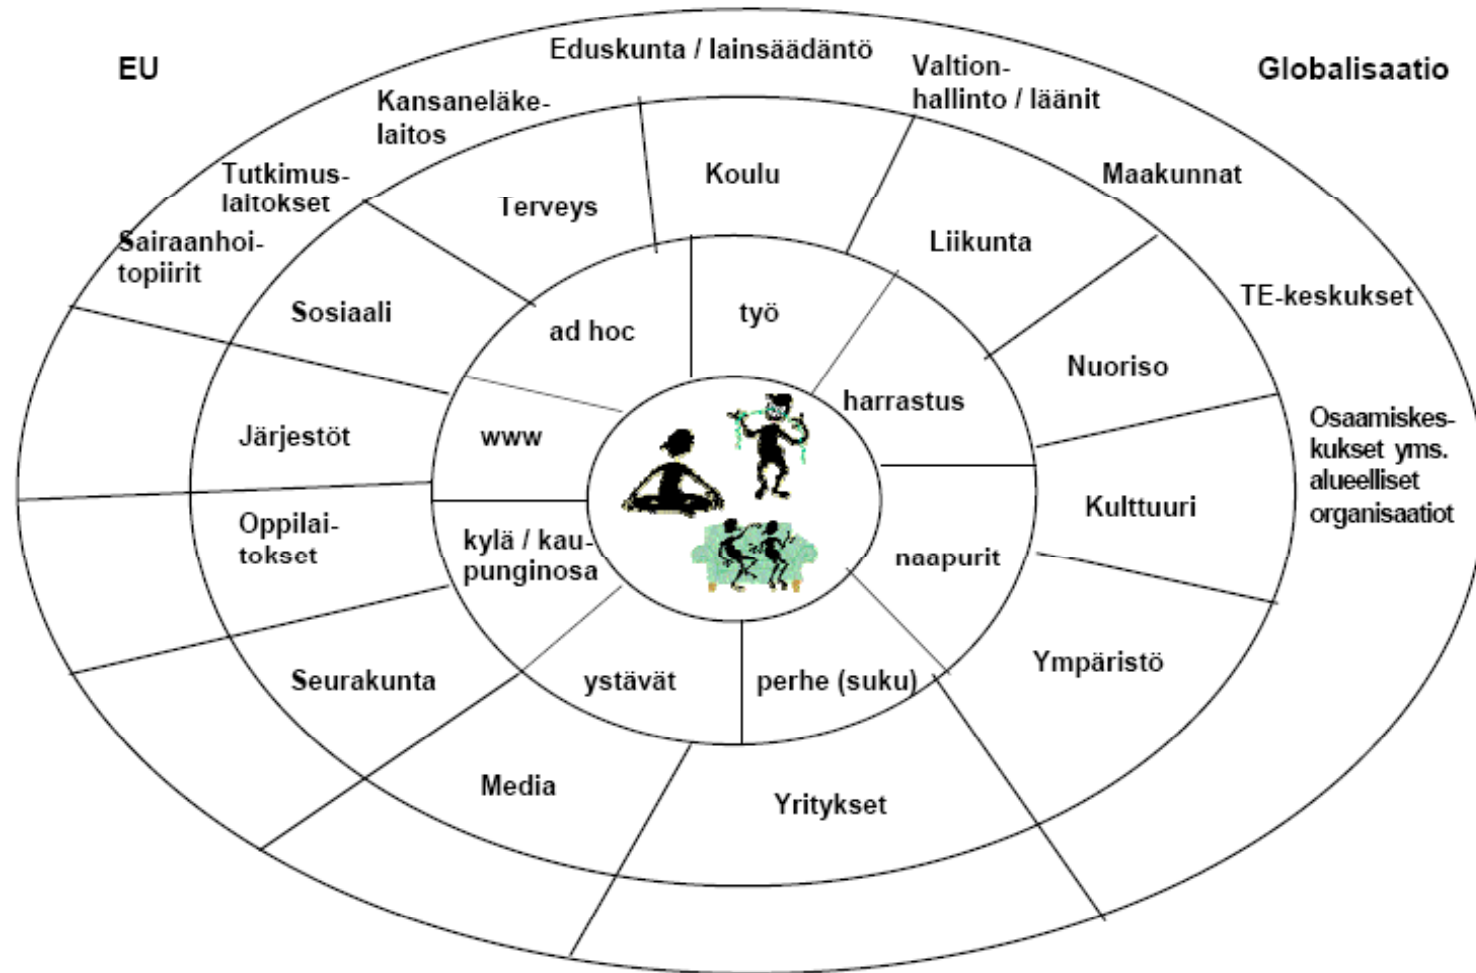 EU
Eduskunta / lainsäädäntö
Globalisaatio
Valtion-
hallinto / läänit
Kansaneläke-
laitos
Tutkimus-
laitokset
Sairaanhoi-
topiirit
Maakunnat
TE-keskukset
Osaamiskes-
kukset yms.
alueelliset
organisaatiot
Terveys
Koulu
Liikunta
Nuoriso
Kulttuuri
Ympäristö
Yritykset
Media
Seurakunta
Oppilai-
tokset
Järjestöt
Sosiaali
ad hoc
työ
harrastus
naapurit
perhe (suku)
ystävät
kylä / kau-
punginosa
www